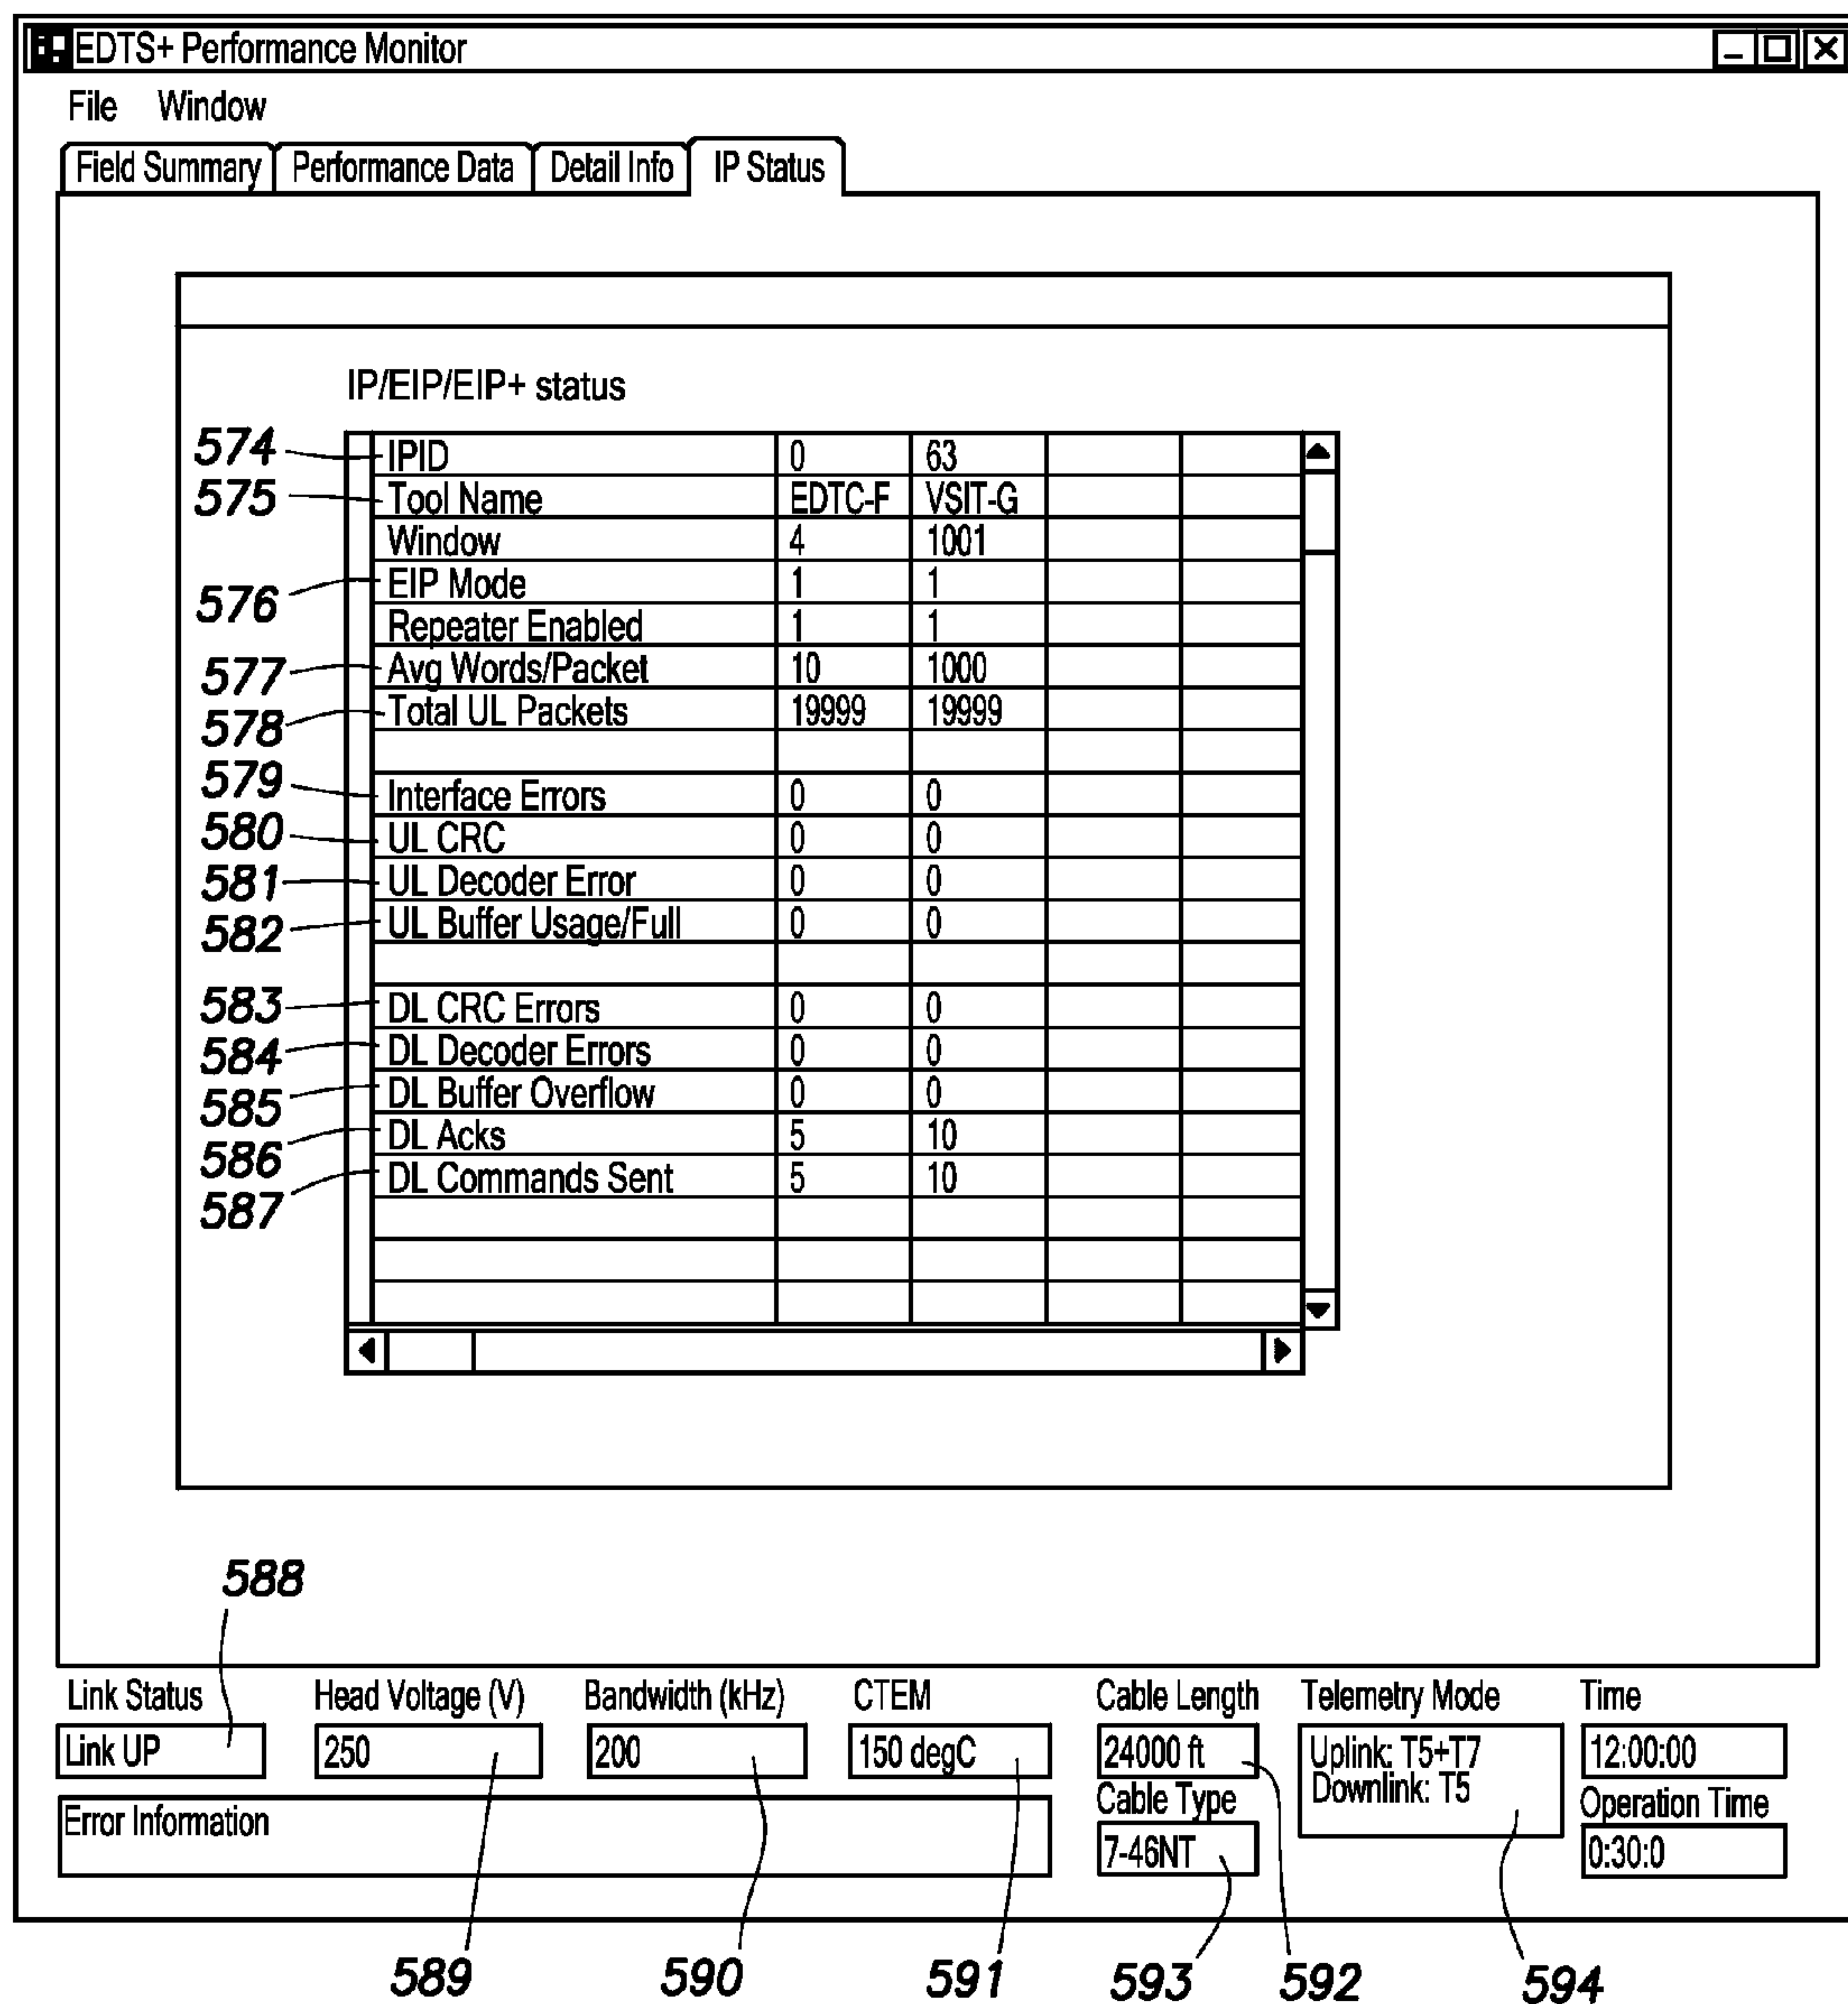 EDTS+ Performance Monitor
File Window
Field Summary Performance Data Detail Info IP Status
IP/EIP/EIP+ status
574 IPID 0 63
575 Tool Name EDTC-F VSIT-G
Window 4 1001
576 EIP Mode 1 1
Repeater Enabled 1 1
577 Avg Words/Packet 10 1000
578 Total UL Packets 19999 19999
579 Interface Errors 0 0
580 UL CRC 0 0
581 UL Decoder Error 0 0
582 UL Buffer Usage/Full 0 0
583 DL CRC Errors 0 0
584 DL Decoder Errors 0 0
585 DL Buffer Overflow 0 0
586 DL Acks 5 10
587 DL Commands Sent 5 10
588
Link Status Head Voltage (V) Bandwidth (kHz) CTEM Cable Length Telemetry Mode Time
Link UP 250 200 150 degC 24000 ft Uplink: T5+T7 12:00:00
Downlink: T5
Cable Type Operation Time
Error Information
7-46NT 0:30:0
589 590 591 593 592 594